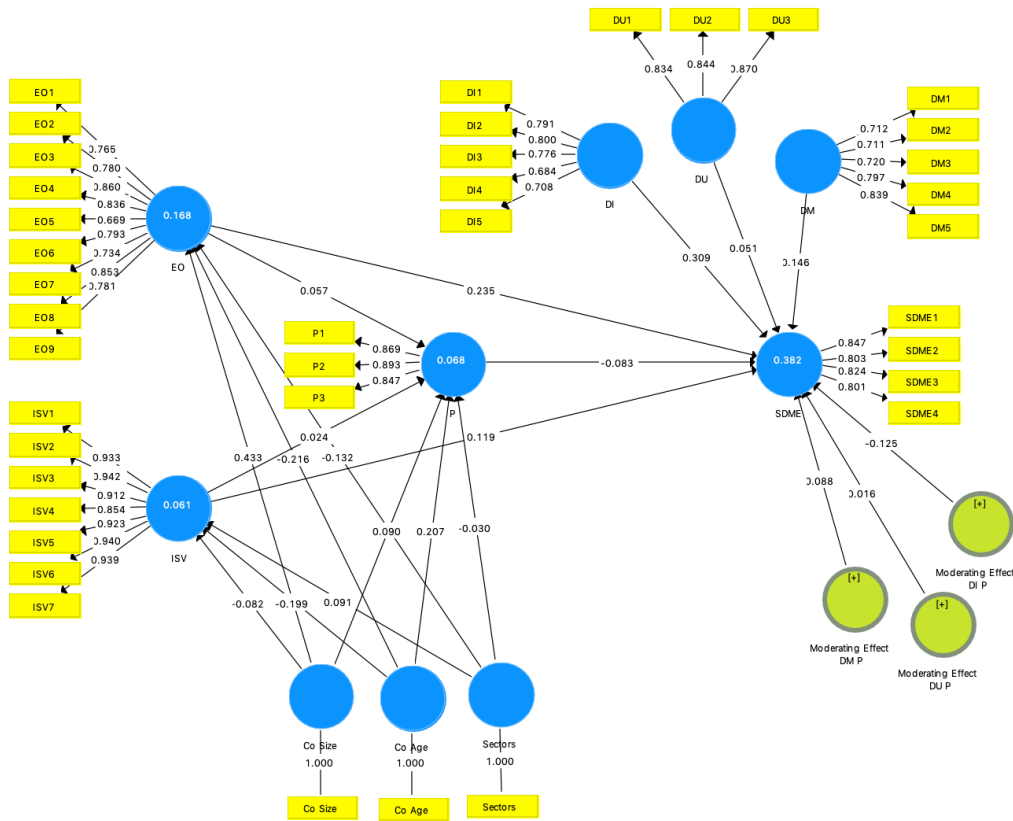 DU1
DU2
DU3
0.834
0.844
0.870
DU
EO1
EO2
EO3
EO4
EO5
EO6
EO7
EO8
EO9
0.765
0.780
0.860
0.836
0.669
0.793
0.734
0.853
0.781
0.168
EO
DI1
DI2
DI3
DI4
DI5
0.791
0.800
0.776
0.684
0.708
DI
DM1
DM2
DM3
DM4
DM5
0.712
0.711
0.720
0.797
0.839
DM
0.309
0.051
0.146
0.235
0.057
P1
P2
P3
0.869
0.893
0.847
0.068
P
-0.083
0.382
SDME
SDME1
SDME2
SDME3
SDME4
0.847
0.803
0.824
0.801
ISV1
ISV2
ISV3
ISV4
ISV5
ISV6
ISV7
0.933
0.942
0.912
0.854
0.923
0.940
0.939
0.061
ISV
0.024
0.119
0.433
-0.216
-0.132
0.090
0.207
-0.030
-0.082
-0.199
0.091
-0.125
0.088
0.016
[+]
Moderating Effect
DI P
[+]
Moderating Effect
DM P
[+]
Moderating Effect
DU P
Co Size
Co Age
Sectors
1.000
1.000
1.000
Co Size
Co Age
Sectors